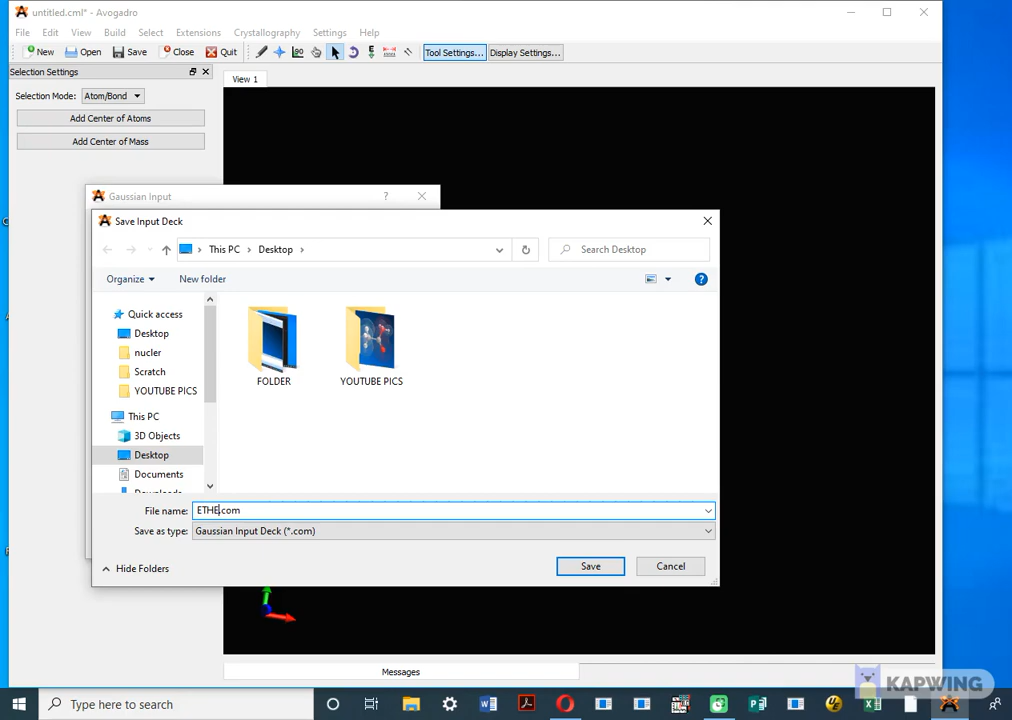 untitled.cml* - Avogadro
File Edit View Build Select Extensions Crystallography Settings Help
New Open Save Close Quit Tool Settings... Display Settings...
Selection Settings
View 1
Selection Mode: Atom/Bond
Add Center of Atoms
Add Center of Mass
Gaussian Input ?
Save Input Deck
This PC > Desktop >
Search Desktop
Organize
New folder
Quick access
Desktop
nucler
Scratch
YOUTUBE PICS
This PC
3D Objects
Desktop
Documents
Downloads
FOLDER
YOUTUBE PICS
File name: ETHE.com
Save as type: Gaussian Input Deck (*.com)
Hide Folders
Save
Cancel
Messages
KAPWING
Type here to search